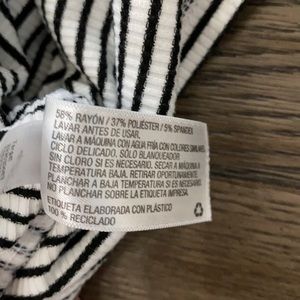 58% RAYÓN / 37% POLIÉSTER / 5% SPANDEX
LAVAR ANTES DE USAR.
LAVAR A MÁQUINA CON AGUA FRÍA CON COLORES SIMILARES
CICLO DELICADO. SÓLO BLANQUEADOR
SIN CLORO SI ES NECESARIO. SECAR A MÁQUINA A
TEMPERATURA BAJA. RETIRAR OPORTUNAMENTE.
PLANCHAR A BAJA TEMPERATURA SI ES NECESARIO.
NO PLANCHAR SOBRE LA ETIQUETA IMPRESA.
ETIQUETA ELABORADA CON PLÁSTICO
100 % RECICLADO